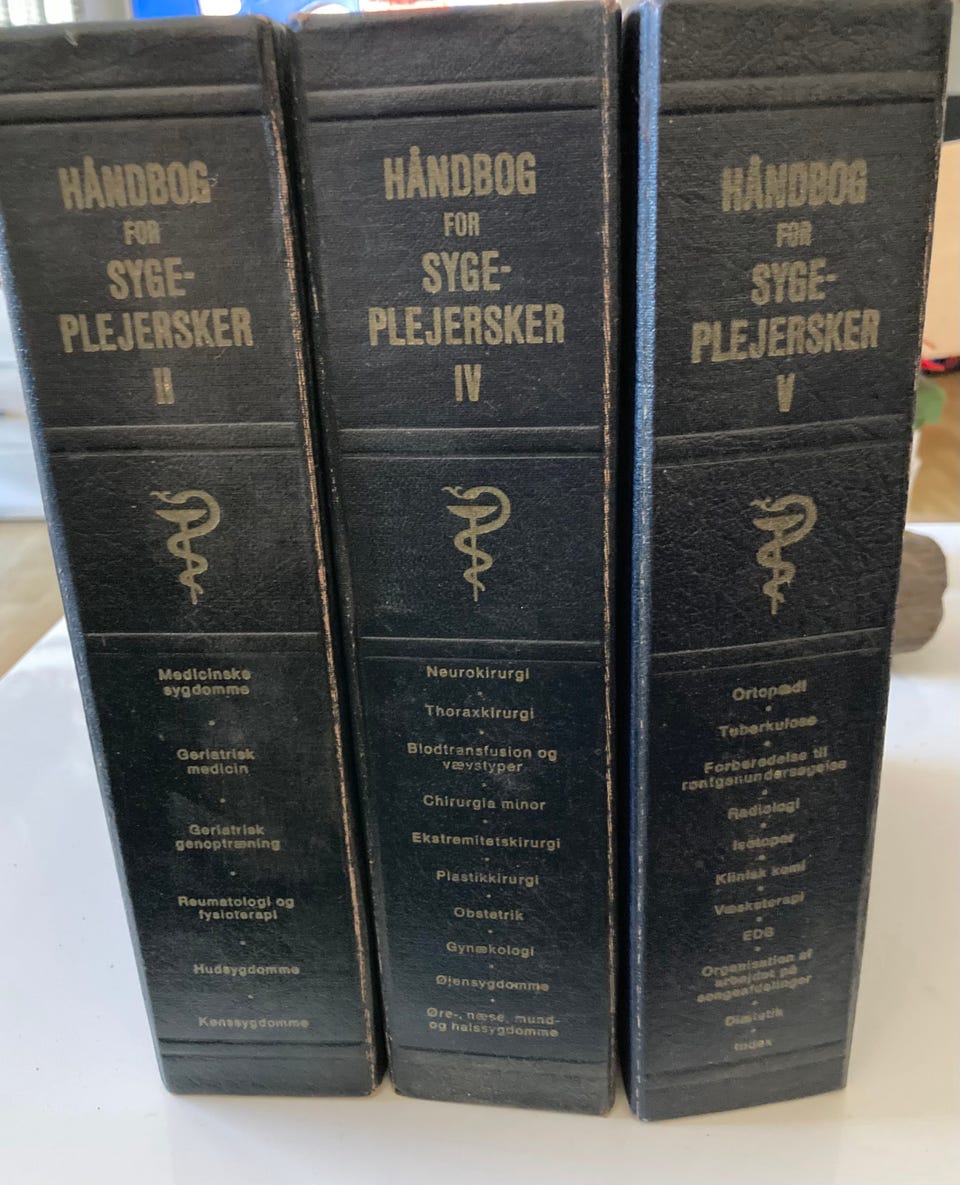 HÅNDBOG
FOR
SYGE-
PLEJERSKER
II
Medicinske
sygdomme
Geriatrisk
medicin
Geriatrisk
genoptræning
Reumatologi og
fysioterapi
Hudsygdomme
Kønssygdomme
HÅNDBOG
FOR
SYGE-
PLEJERSKER
IV
Neurokirurgi
Thoraxkirurgi
Blodtransfusion og
vævstyper
Chirurgia minor
Ekstremitetskirurgi
Plastikkirurgi
Obstetrik
Gynækologi
Øjensygdomme
Øre-, næse, mund-
og halssygdomme
HÅNDBOG
FOR
SYGE-
PLEJERSKER
V
Ortopædi
Tuberkulose
Forberedelse til
røntgenundersøgelse
Radiologi
Isotoper
Klinisk kemi
Væsketerapi
EDB
Organisation af
arbejdet på
sengeafdelinger
Diætetik
Index